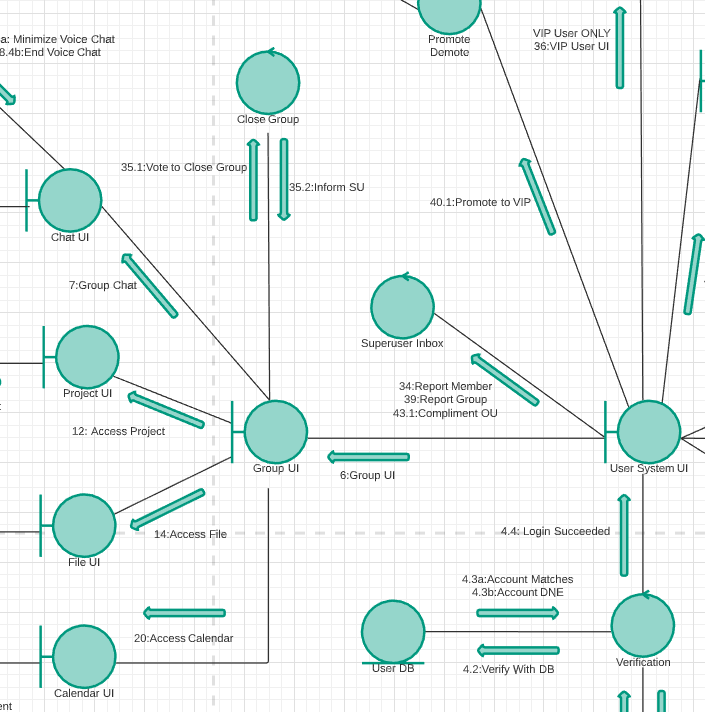 a: Minimize Voice Chat
8.4b:End Voice Chat
Promote
Demote
VIP User ONLY
36:VIP User UI
Close Group
35.1:Vote to Close Group
35.2:Inform SU
40.1:Promote to VIP
Chat UI
7:Group Chat
Superuser Inbox
Project UI
34:Report Member
39:Report Group
43.1:Compliment OU
12: Access Project
Group UI
6:Group UI
User System UI
14:Access File
4.4: Login Succeeded
File UI
4.3a:Account Matches
4.3b:Account DNE
20:Access Calendar
User DB
4.2:Verify With DB
Verification
Calendar UI
ent